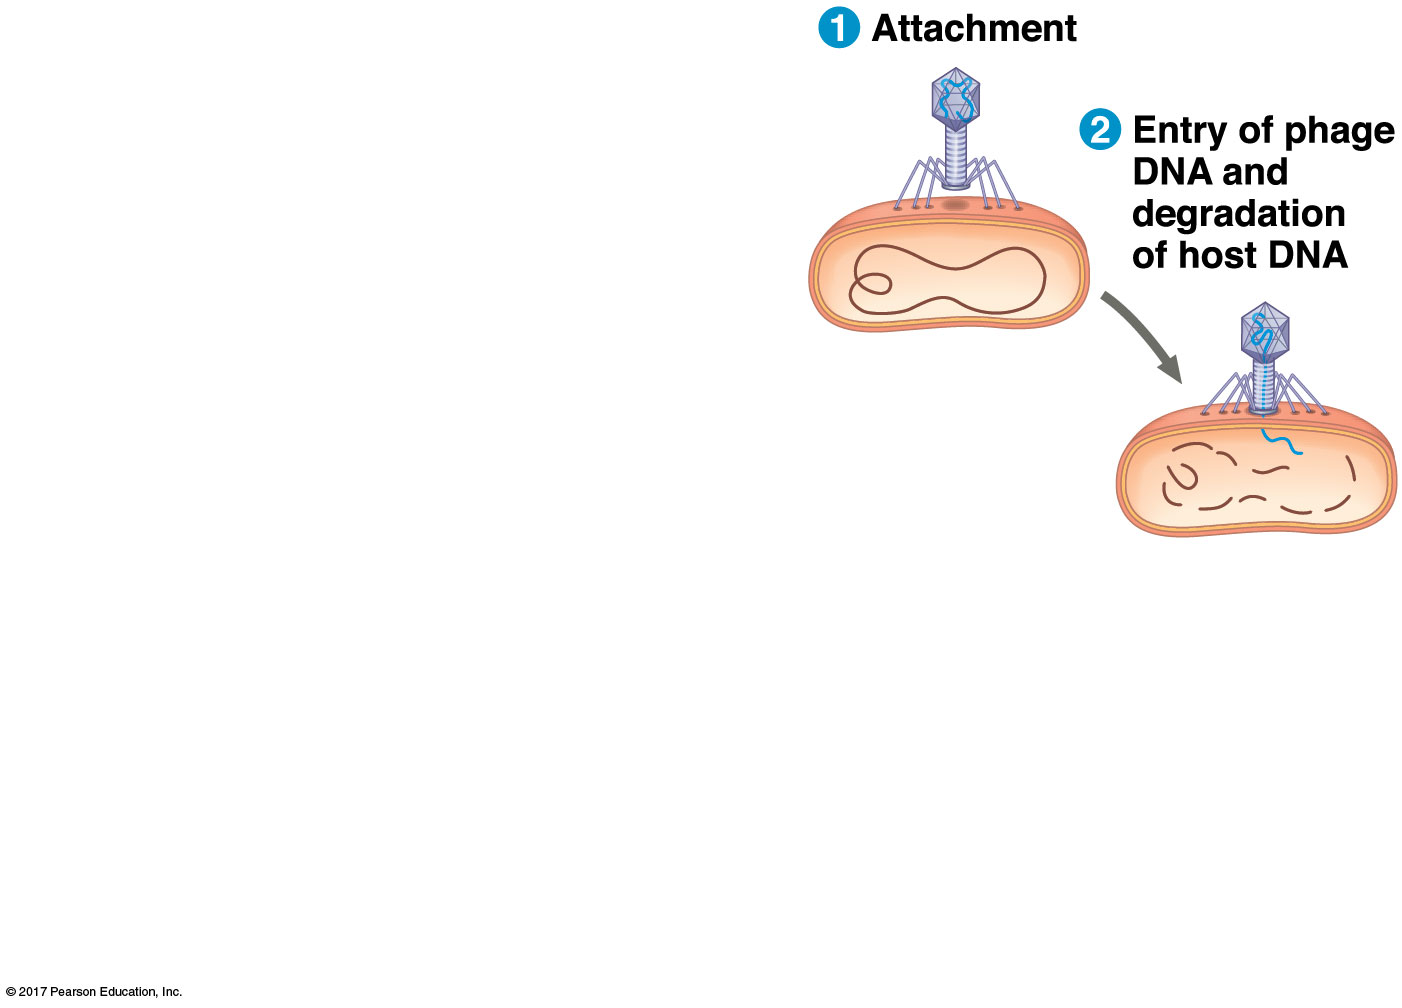 1 Attachment
2 Entry of phage
DNA and
degradation
of host DNA
© 2017 Pearson Education, Inc.